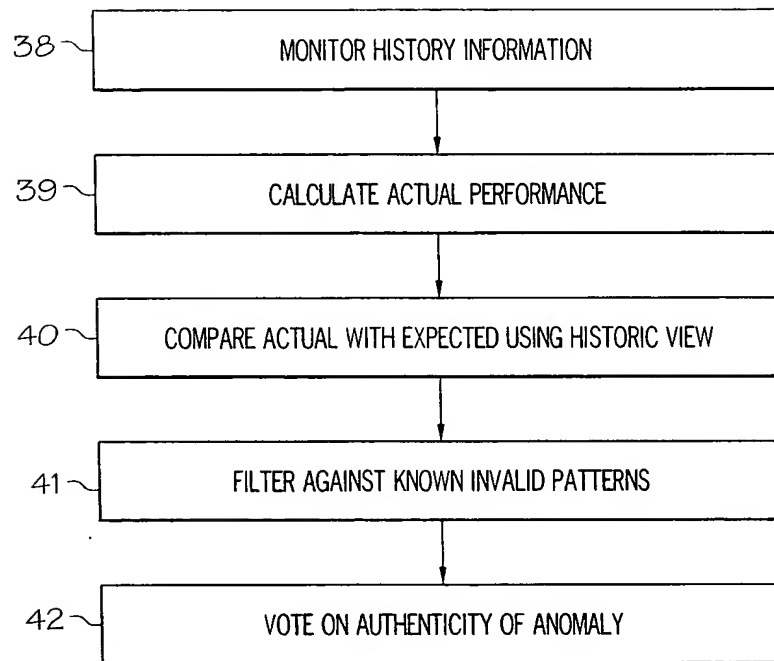 38 MONITOR HISTORY INFORMATION
39 CALCULATE ACTUAL PERFORMANCE
40 COMPARE ACTUAL WITH EXPECTED USING HISTORIC VIEW
41 FILTER AGAINST KNOWN INVALID PATTERNS
42 VOTE ON AUTHENTICITY OF ANOMALY